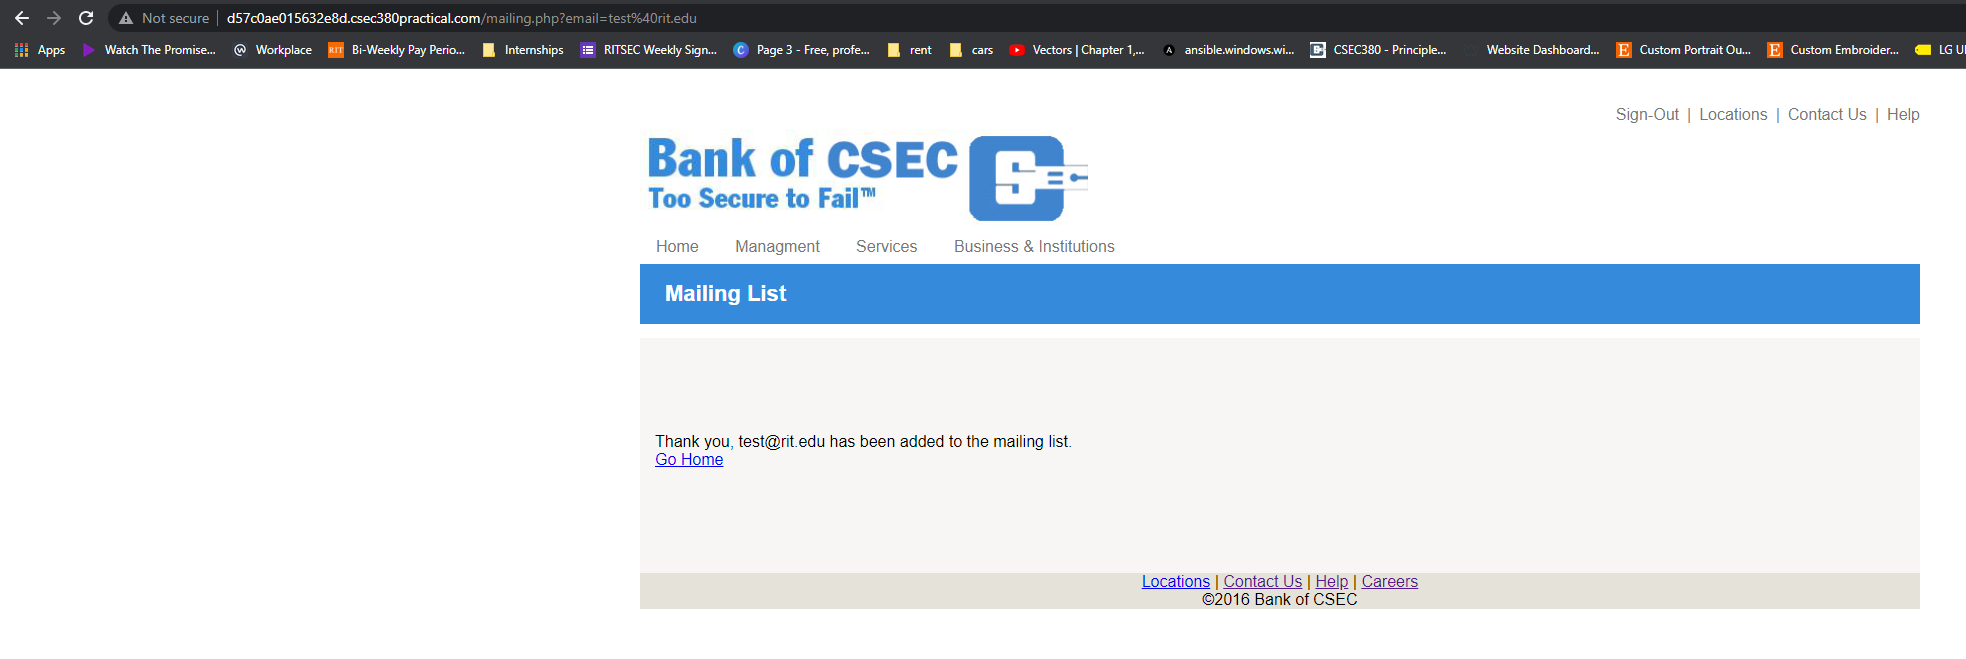 Not secure | d57c0ae015632e8d.csec380practical.com/mailing.php?email=test%40rit.edu
Apps Watch The Promise... Workplace RIT Bi-Weekly Pay Perio... Internships RITSEC Weekly Sign... C Page 3 - Free, profe... rent cars Vectors | Chapter 1,... A ansible.windows.wi... CSEC380 - Principle... Website Dashboard... E Custom Portrait Ou... E Custom Embroider... LG Ul
Sign-Out | Locations | Contact Us | Help
Bank of CSEC S
Too Secure to Fail™
Home Managment Services Business & Institutions
Mailing List
Thank you, test@rit.edu has been added to the mailing list.
Go Home
Locations | Contact Us | Help | Careers
©2016 Bank of CSEC